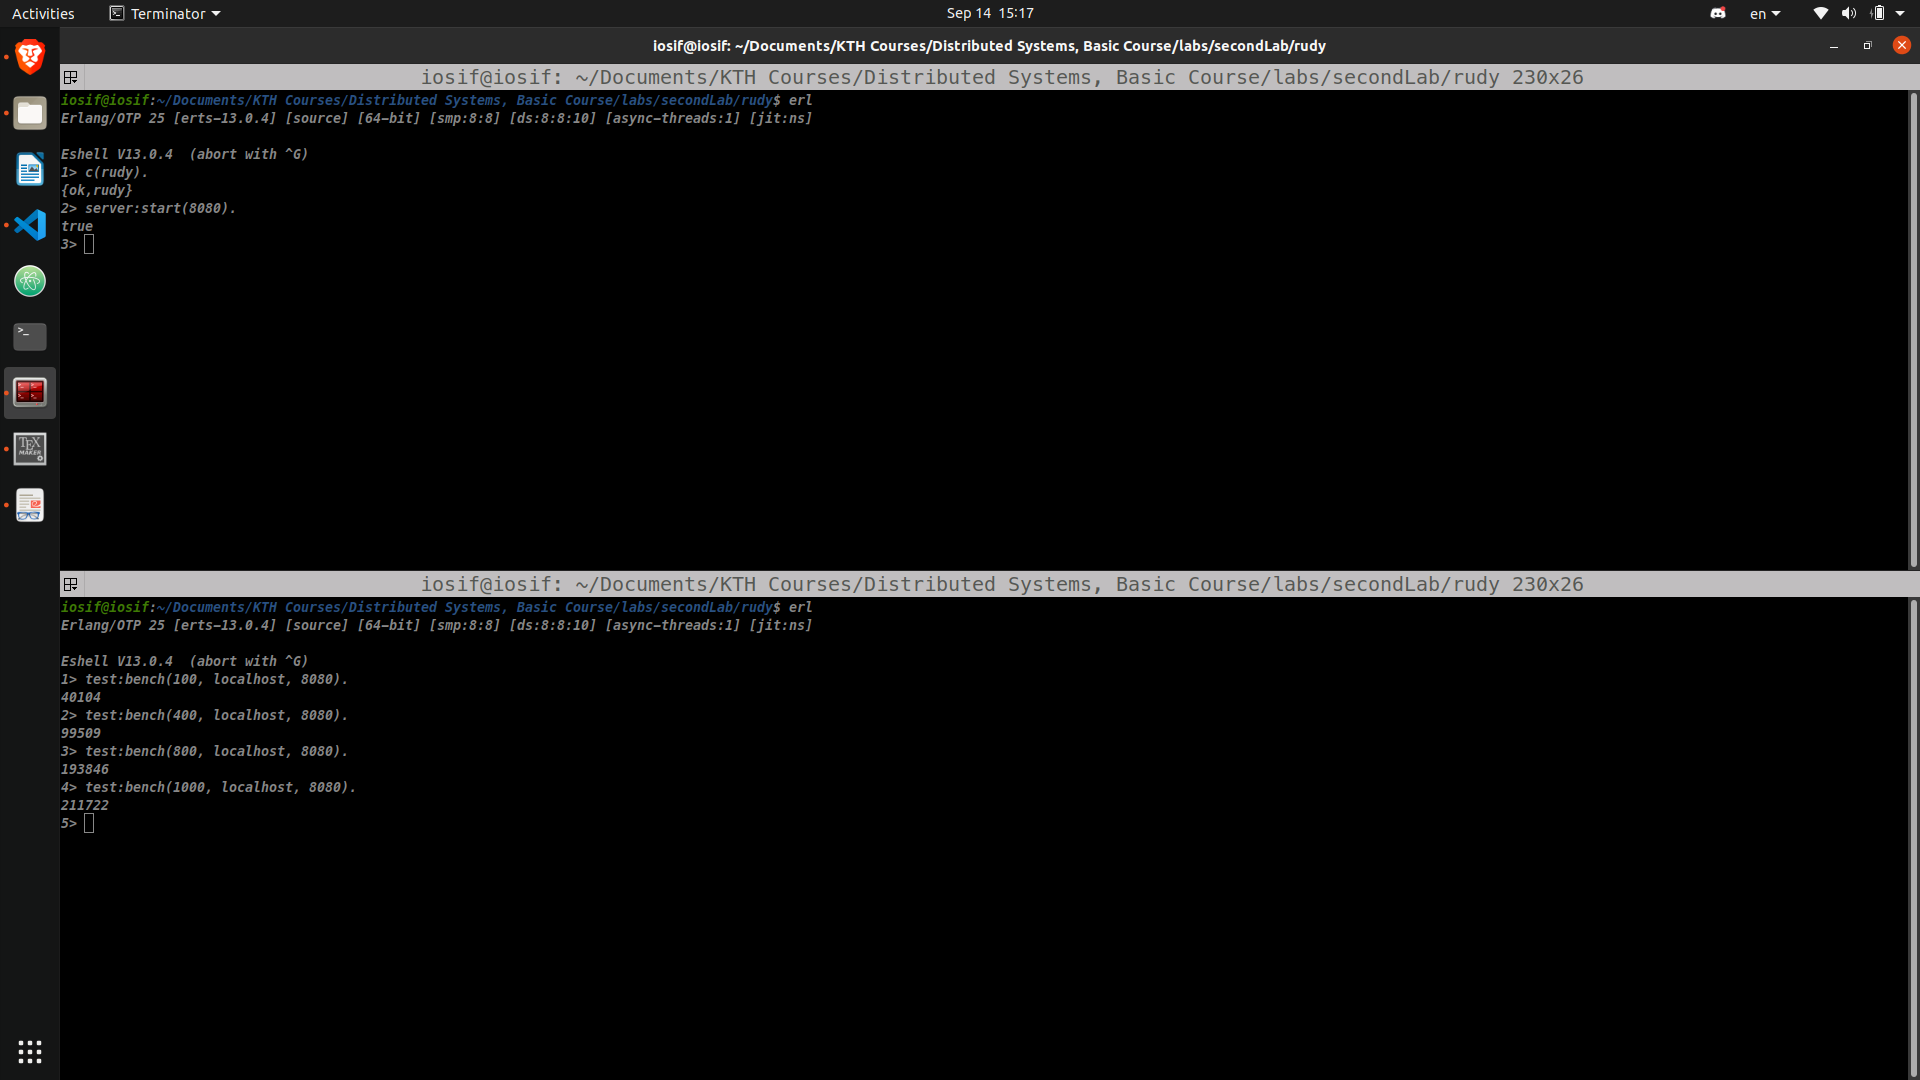 Activities
Terminator
Sep 14 15:17
en
iosif@iosif: ~/Documents/KTH Courses/Distributed Systems, Basic Course/labs/secondLab/rudy
iosif@iosif: ~/Documents/KTH Courses/Distributed Systems, Basic Course/labs/secondLab/rudy 230x26
iosif@iosif:~/Documents/KTH Courses/Distributed Systems, Basic Course/labs/secondLab/rudy$ erl
Erlang/OTP 25 [erts-13.0.4] [source] [64-bit] [smp:8:8] [ds:8:8:10] [async-threads:1] [jit:ns]
Eshell V13.0.4  (abort with ^G)
1> c(rudy).
{ok,rudy}
2> server:start(8080).
true
3>
iosif@iosif: ~/Documents/KTH Courses/Distributed Systems, Basic Course/labs/secondLab/rudy 230x26
iosif@iosif:~/Documents/KTH Courses/Distributed Systems, Basic Course/labs/secondLab/rudy$ erl
Erlang/OTP 25 [erts-13.0.4] [source] [64-bit] [smp:8:8] [ds:8:8:10] [async-threads:1] [jit:ns]
Eshell V13.0.4  (abort with ^G)
1> test:bench(100, localhost, 8080).
40104
2> test:bench(400, localhost, 8080).
99509
3> test:bench(800, localhost, 8080).
193846
4> test:bench(1000, localhost, 8080).
211722
5>
TEX
MAKER